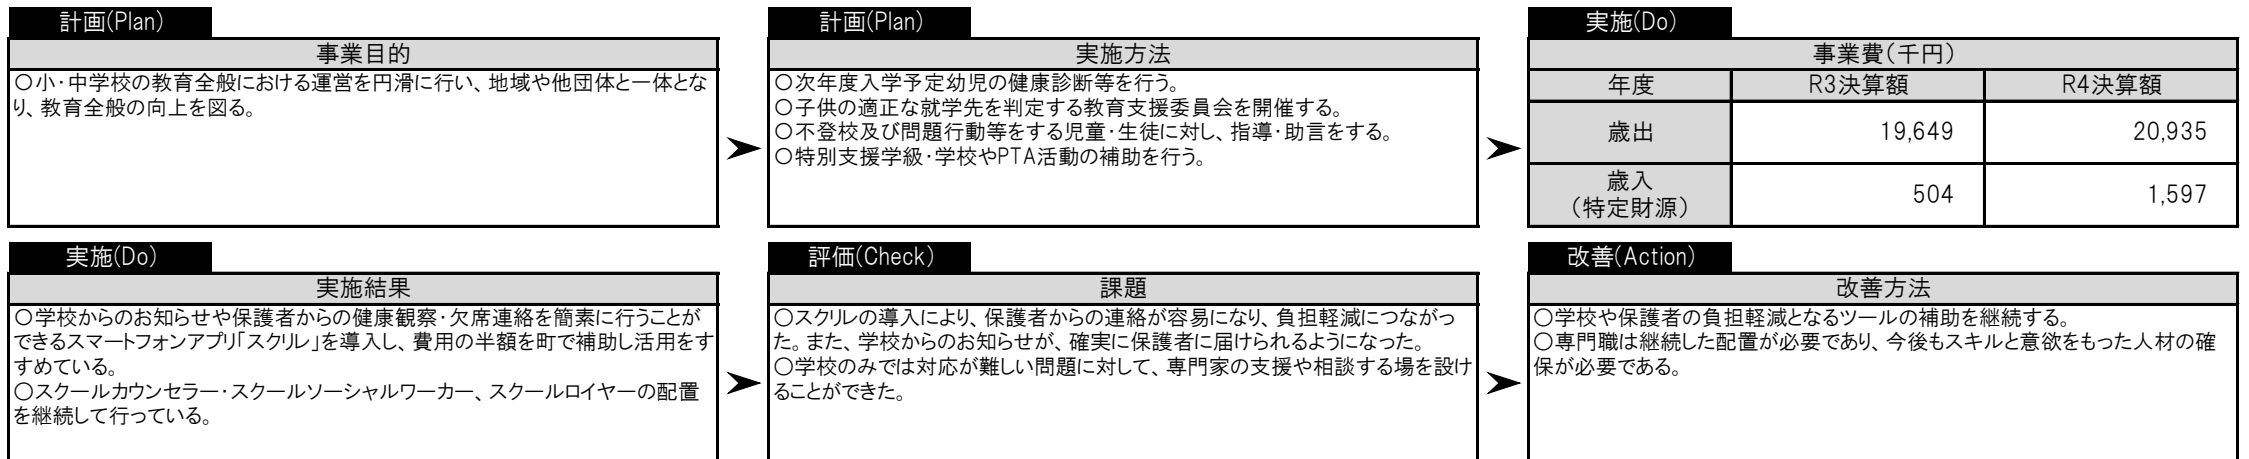 計画(Plan)
事業目的
○小・中学校の教育全般における運営を円滑に行い、地域や他団体と一体とな
り、教育全般の向上を図る。
計画(Plan)
実施方法
○次年度入学予定幼児の健康診断等を行う。
○子供の適正な就学先を判定する教育支援委員会を開催する。
○不登校及び問題行動等をする児童・生徒に対し、指導・助言をする。
○特別支援学級・学校やPTA活動の補助を行う。
実施(Do)
事業費(千円)
年度 R3決算額 R4決算額
歳出 19,649 20,935
歳入
(特定財源) 504 1,597
実施(Do)
実施結果
○学校からのお知らせや保護者からの健康観察・欠席連絡を簡素に行うことが
できるスマートフォンアプリ「スクリレ」を導入し、費用の半額を町で補助し活用をす
すめている。
○スクールカウンセラー・スクールソーシャルワーカー、スクールロイヤーの配置
を継続して行っている。
評価(Check)
課題
○スクリレの導入により、保護者からの連絡が容易になり、負担軽減につながっ
た。また、学校からのお知らせが、確実に保護者に届けられるようになった。
○学校のみでは対応が難しい問題に対して、専門家の支援や相談する場を設け
ることができた。
改善(Action)
改善方法
○学校や保護者の負担軽減となるツールの補助を継続する。
○専門職は継続した配置が必要であり、今後もスキルと意欲をもった人材の確
保が必要である。